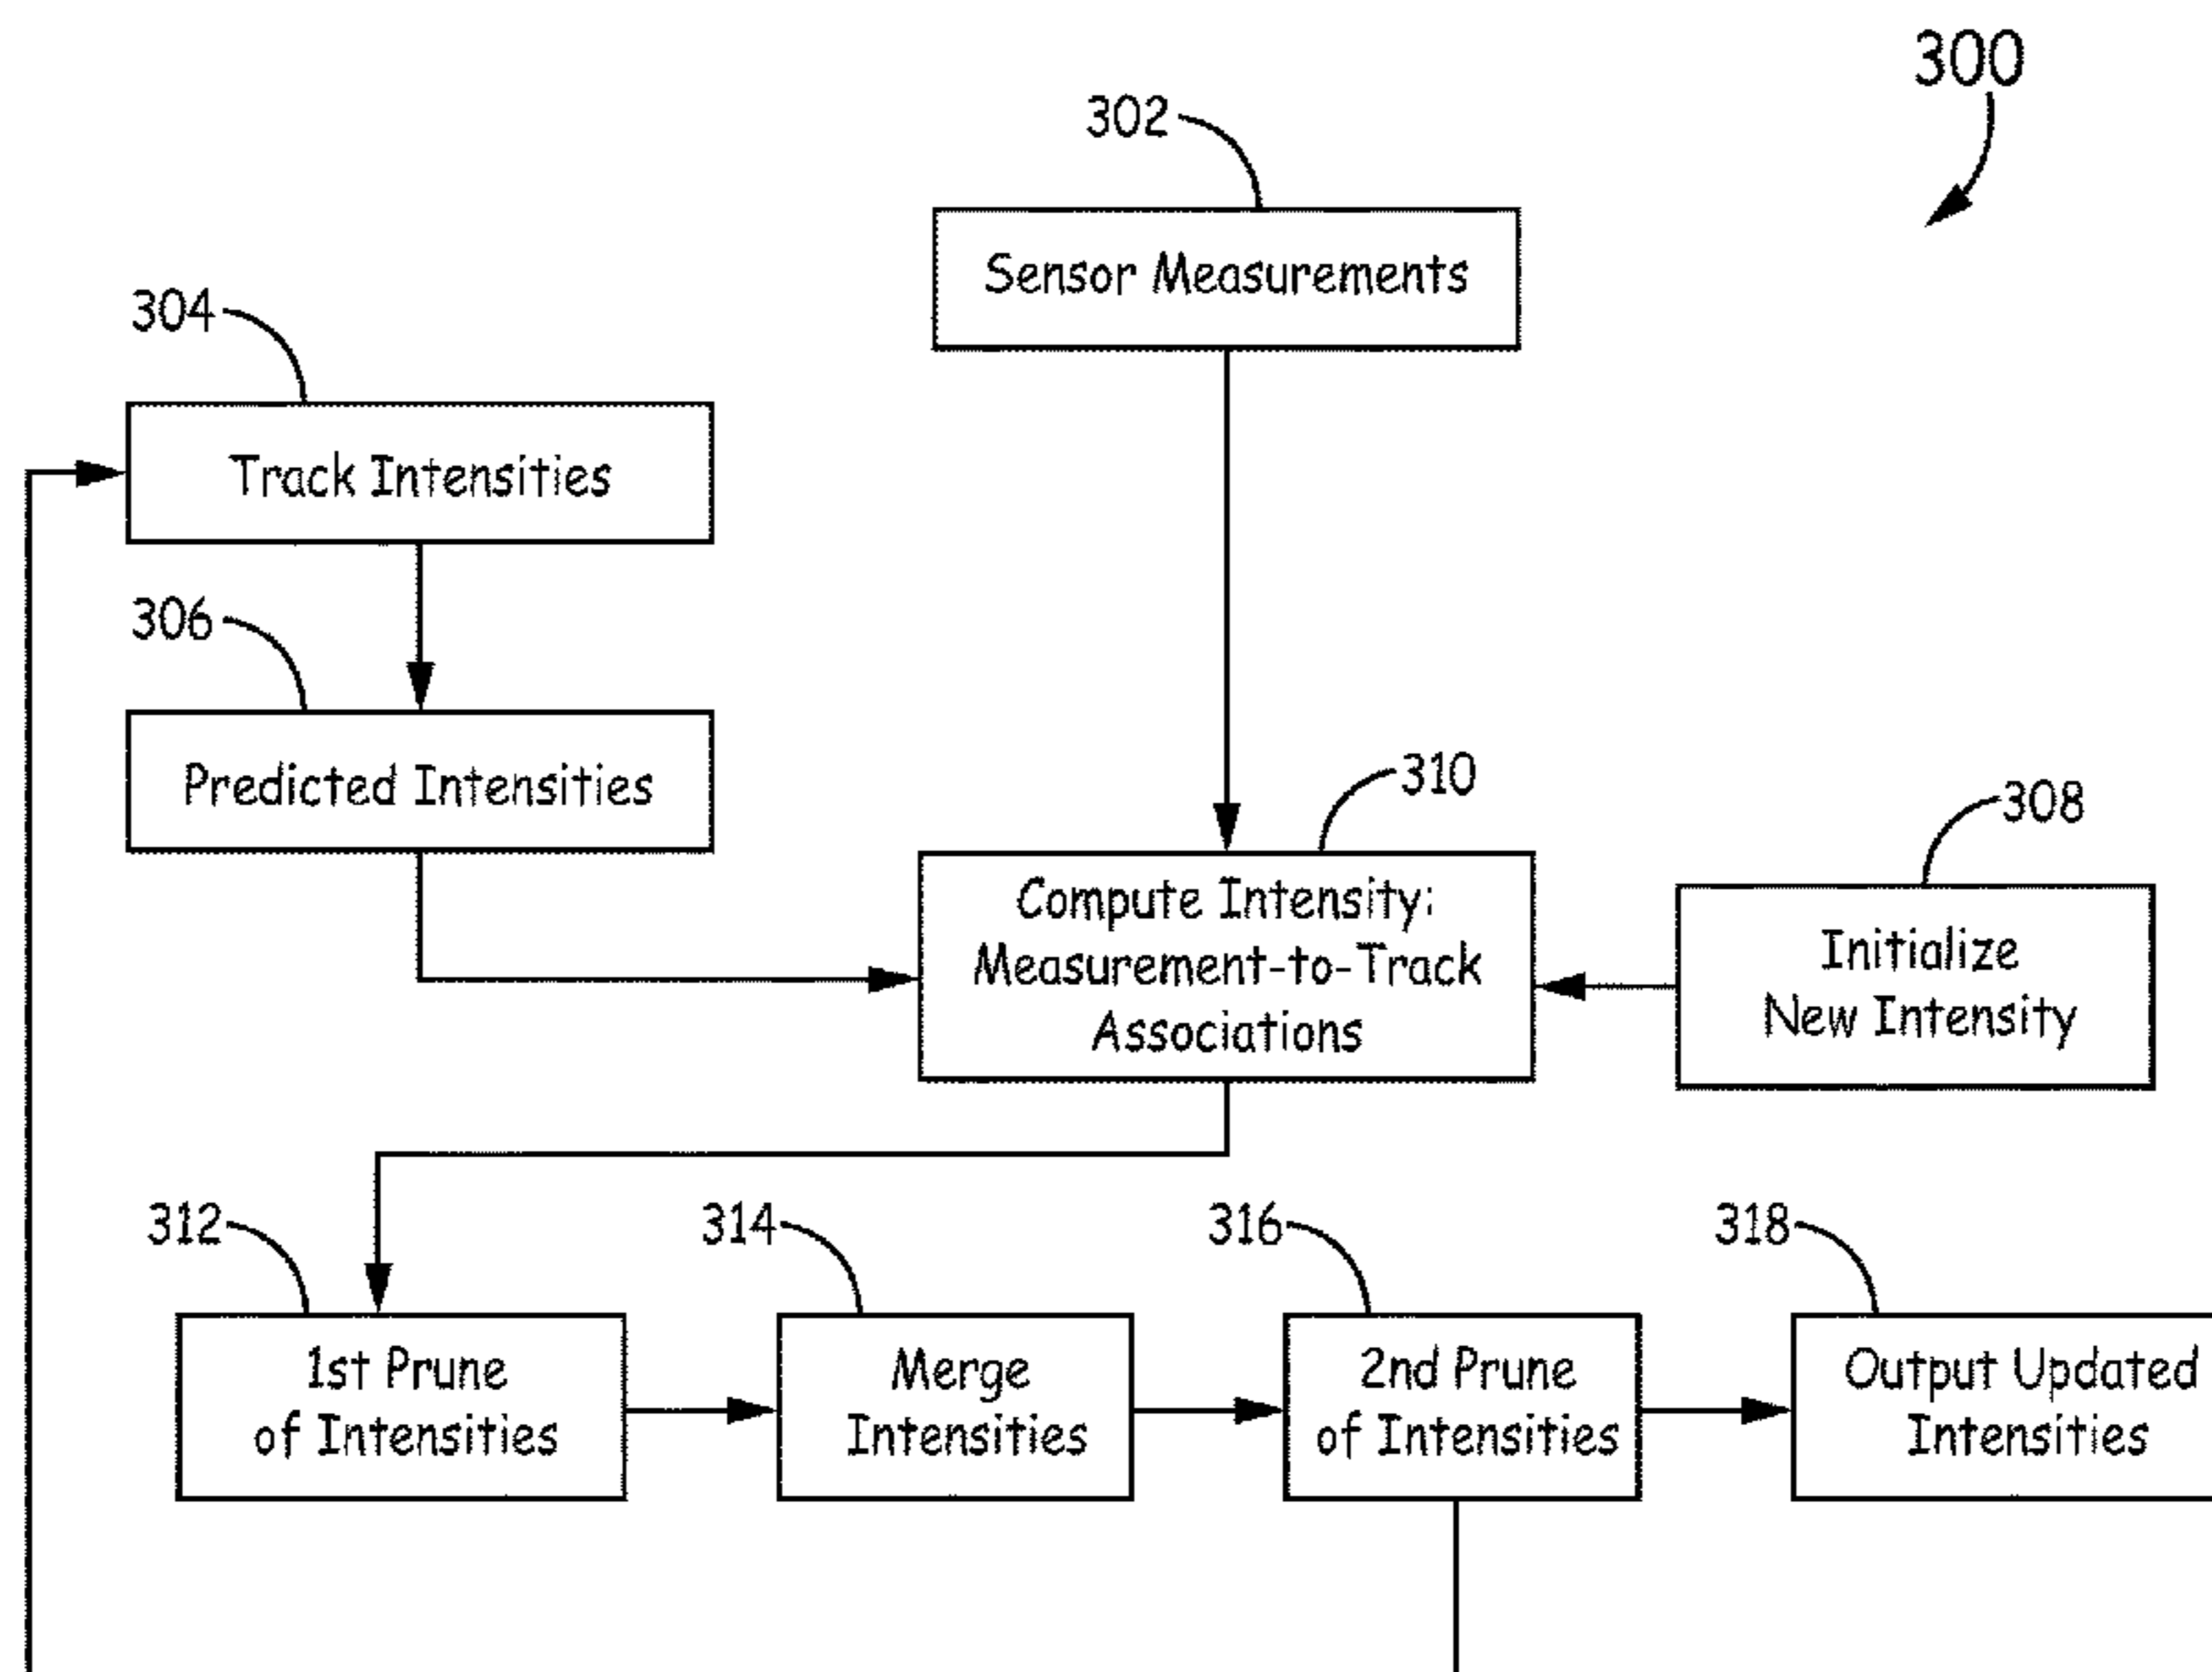 300
302
Sensor Measurements
304
Track Intensities
306
Predicted Intensities
310
Compute Intensity:
Measurement-to-Track
Associations
308
Initialize
New Intensity
312
1st Prune
of Intensities
314
Merge
Intensities
316
2nd Prune
of Intensities
318
Output Updated
Intensities